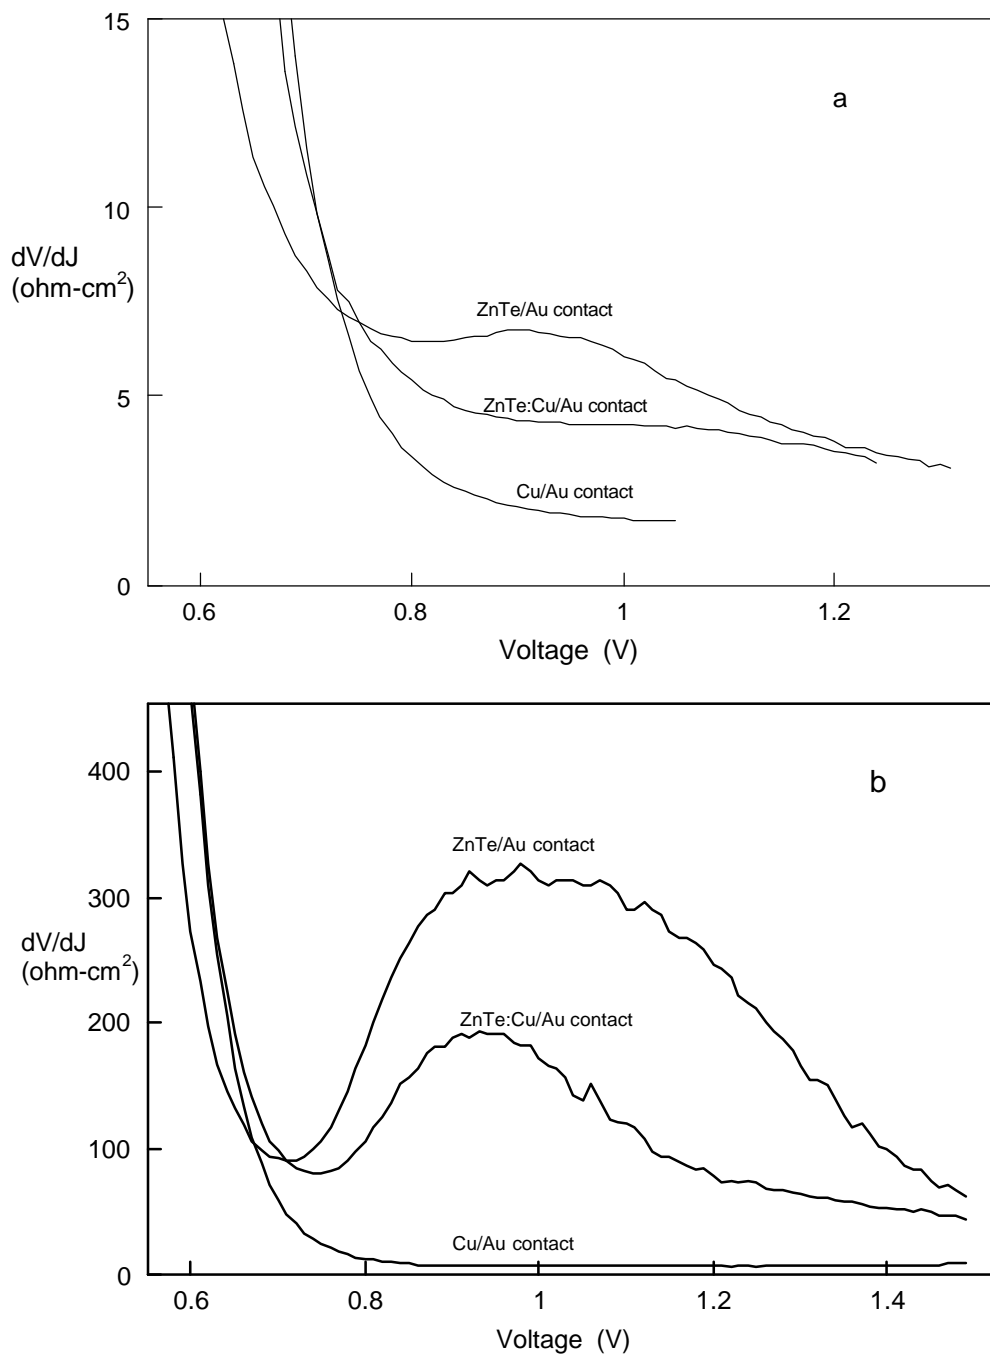 15
a
10
dV/dJ
(ohm-cm²)
ZnTe/Au contact
5
ZnTe:Cu/Au contact
Cu/Au contact
0
0.6 0.8 1 1.2
Voltage (V)
400
b
ZnTe/Au contact
300
dV/dJ
(ohm-cm²)
200
ZnTe:Cu/Au contact
100
Cu/Au contact
0
0.6 0.8 1 1.2 1.4
Voltage (V)